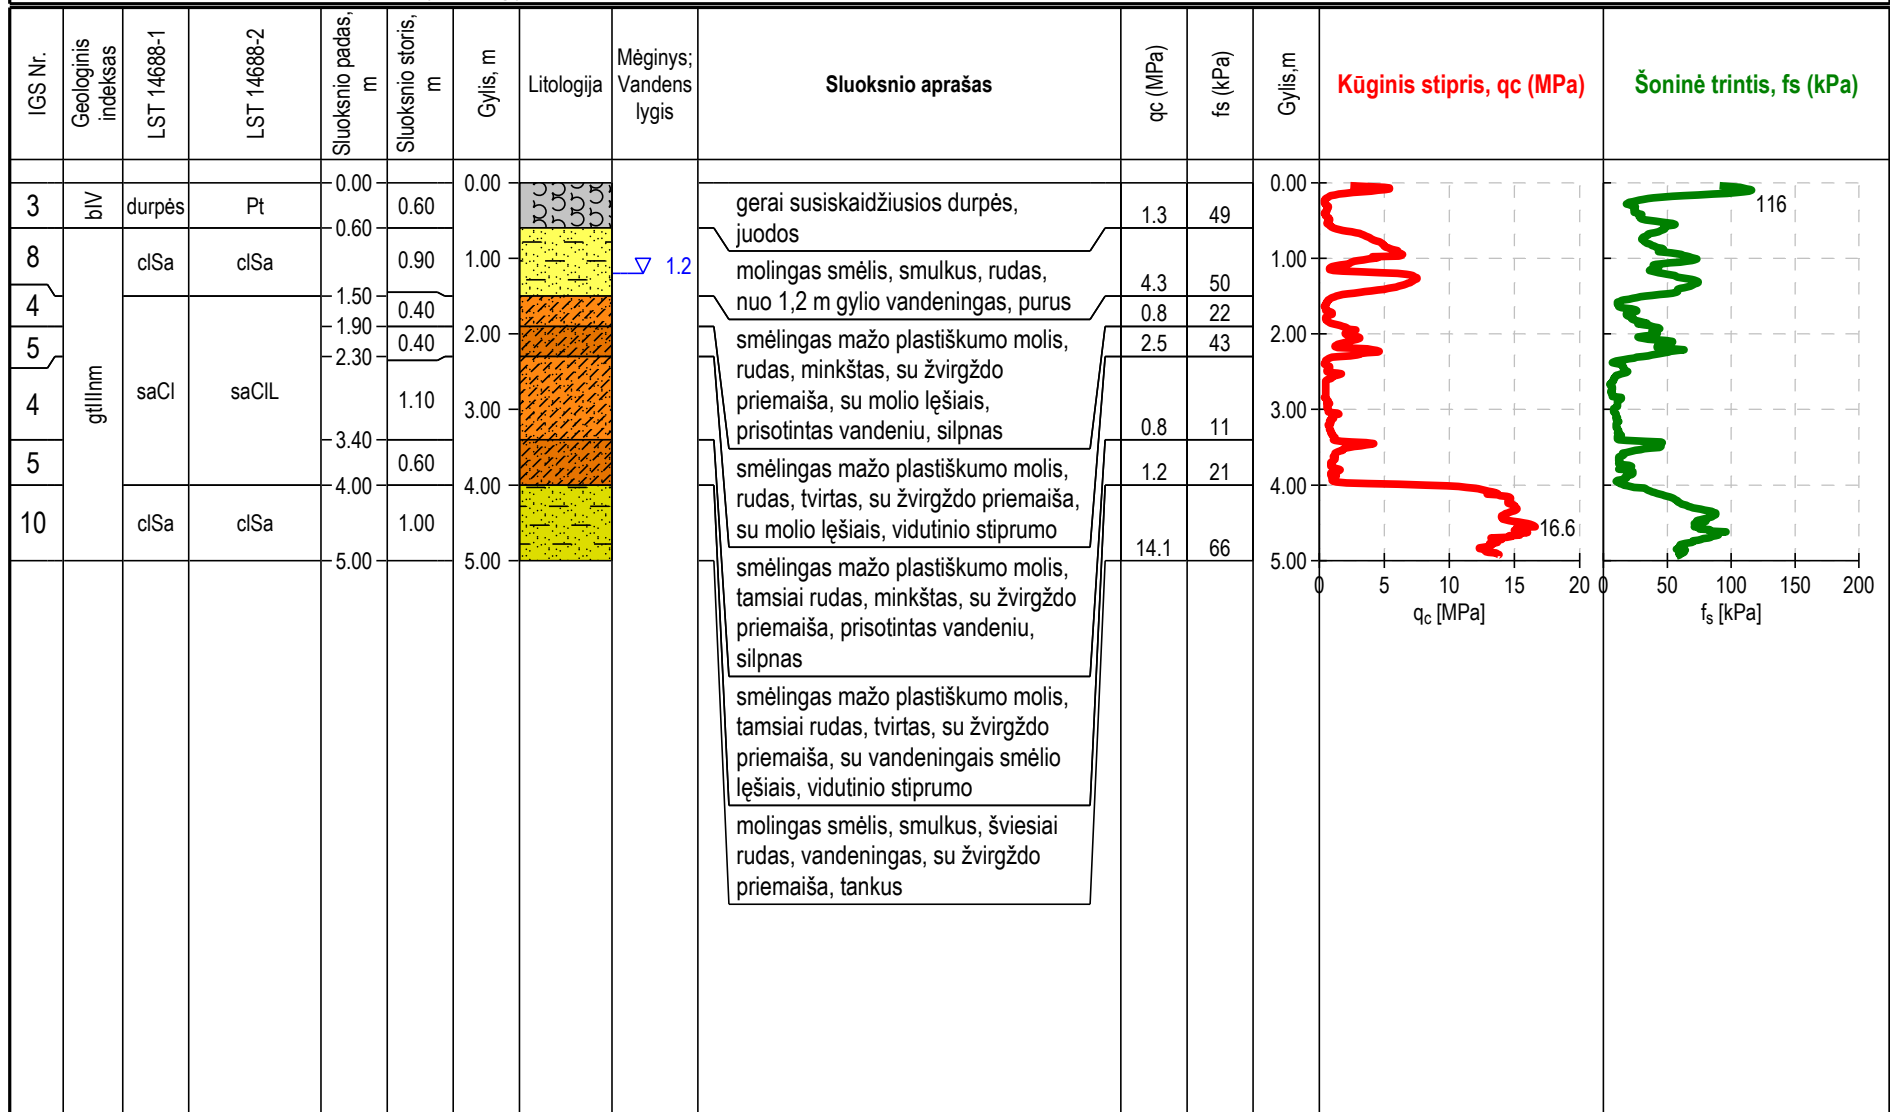 IGS Nr.
Geologinis
indeksas
LST 14688-1
LST 14688-2
Sluoksnio padas,
m
Sluoksnio storis,
m
Gylis, m
Litologija
Mėginys;
Vandens
lygis
Sluoksnio aprašas
qc (MPa)
fs (kPa)
Gylis,m
Kūginis stipris, qc (MPa)
Šoninė trintis, fs (kPa)
0.00
0.00
0.00
3
bIV
durpės
Pt
0.60
gerai susiskaidžiusios durpės,
juodos
1.3
49
116
0.60
8
clSa
clSa
0.90
1.00
1.2
molingas smėlis, smulkus, rudas,
nuo 1,2 m gylio vandeningas, purus
4.3
50
1.00
1.50
4
0.40
0.8
22
1.90
2.00
2.00
5
0.40
smėlingas mažo plastiškumo molis,
rudas, minkštas, su žvirgždo
priemaiša, su molio lęšiais,
prisotintas vandeniu, silpnas
2.5
43
2.30
gtIIInm
saCl
saClL
4
1.10
3.00
0.8
11
3.00
3.40
5
0.60
smėlingas mažo plastiškumo molis,
rudas, tvirtas, su žvirgždo priemaiša,
su molio lęšiais, vidutinio stiprumo
1.2
21
4.00
4.00
4.00
10
clSa
clSa
1.00
14.1
66
16.6
5.00
5.00
5.00
smėlingas mažo plastiškumo molis,
tamsiai rudas, minkštas, su žvirgždo
priemaiša, prisotintas vandeniu,
silpnas
0
5
10
15
20
qc [MPa]
0
50
100
150
200
fs [kPa]
smėlingas mažo plastiškumo molis,
tamsiai rudas, tvirtas, su žvirgždo
priemaiša, su vandeningais smėlio
lęšiais, vidutinio stiprumo
molingas smėlis, smulkus, šviesiai
rudas, vandeningas, su žvirgždo
priemaiša, tankus